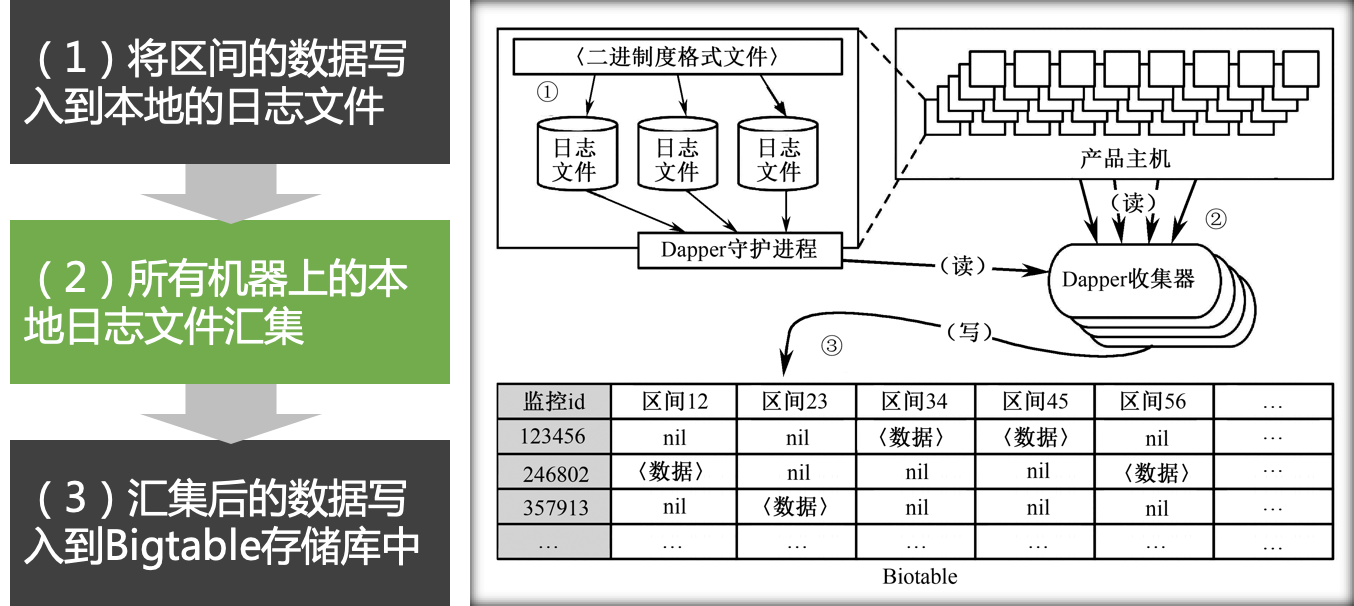 （1）将区间的数据写
入到本地的日志文件
（2）所有机器上的本
地日志文件汇集
（3）汇集后的数据写
入到Bigtable存储库中
〈二进制度格式文件〉
①
日志
文件
日志
文件
日志
文件
Dapper守护进程
产品主机
（读）
②
（读）
Dapper收集器
（写）
③
监控id 区间12 区间23 区间34 区间45 区间56 …
123456 nil nil 〈数据〉 〈数据〉 nil …
246802 〈数据〉 nil nil nil 〈数据〉 …
357913 nil 〈数据〉 nil nil nil …
… … … … … … …
Biotable